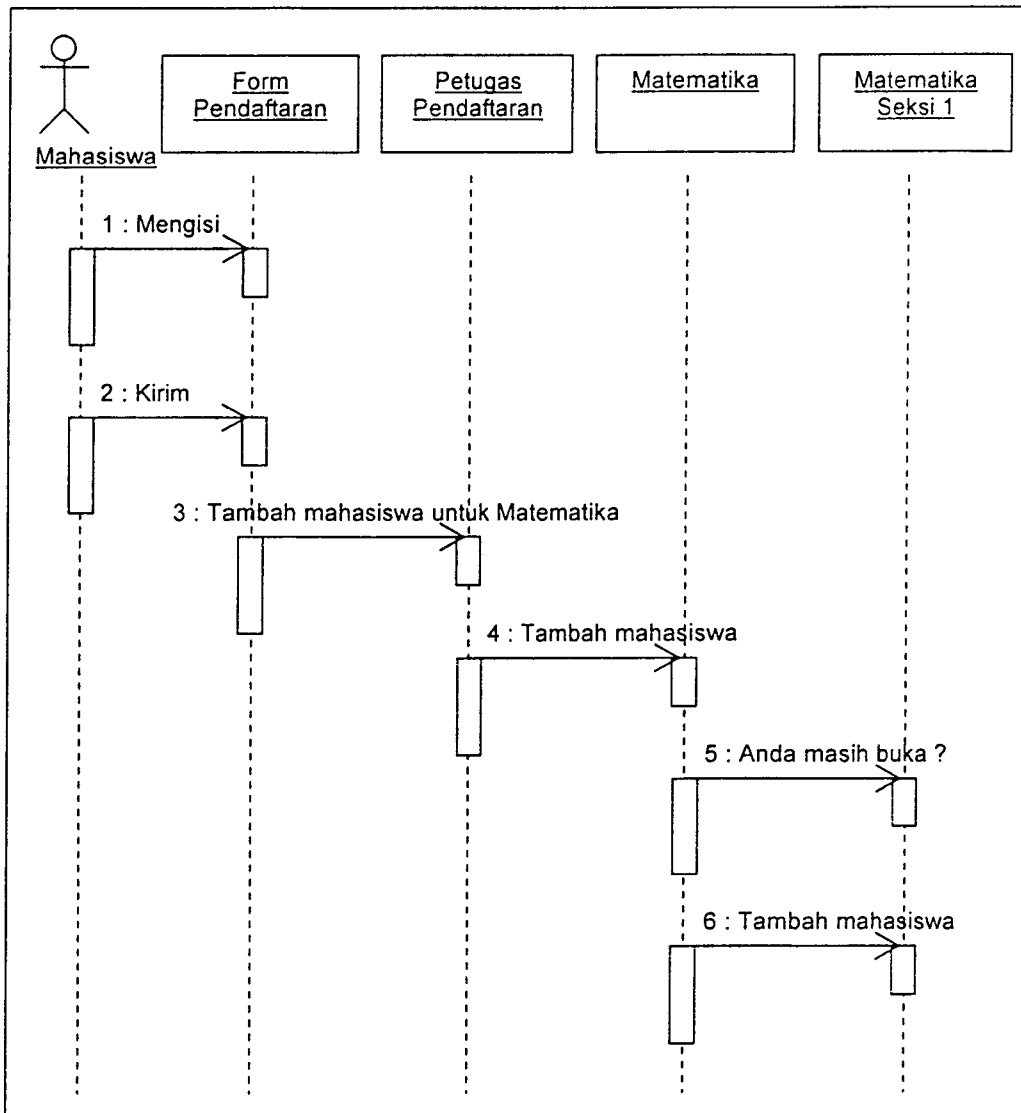 Form
Pendaftaran
Petugas
Pendaftaran
Matematika
Matematika
Seksi 1
Mahasiswa
1 : Mengisi
2 : Kirim
3 : Tambah mahasiswa untuk Matematika
4 : Tambah mahasiswa
5 : Anda masih buka ?
6 : Tambah mahasiswa